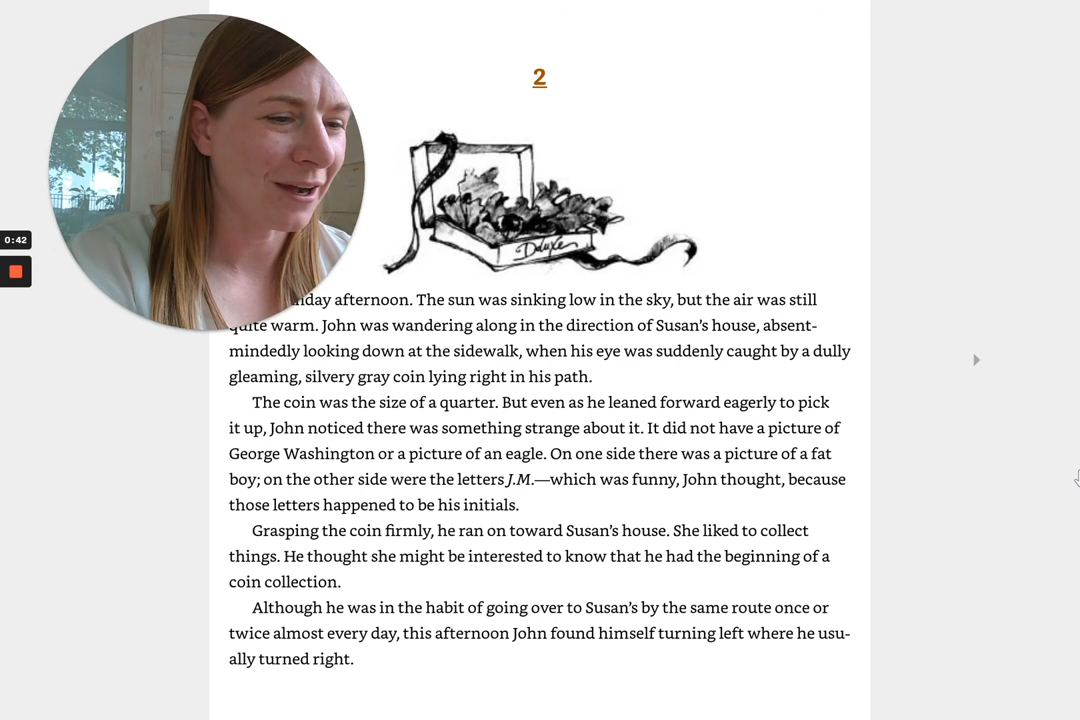 2
Deluxe
0:42
afternoon. The sun was sinking low in the sky, but the air was still
quite warm. John was wandering along in the direction of Susan’s house, absent-
mindedly looking down at the sidewalk, when his eye was suddenly caught by a dully
gleaming, silvery gray coin lying right in his path.
The coin was the size of a quarter. But even as he leaned forward eagerly to pick
it up, John noticed there was something strange about it. It did not have a picture of
George Washington or a picture of an eagle. On one side there was a picture of a fat
boy; on the other side were the letters J.M.—which was funny, John thought, because
those letters happened to be his initials.
Grasping the coin firmly, he ran on toward Susan’s house. She liked to collect
things. He thought she might be interested to know that he had the beginning of a
coin collection.
Although he was in the habit of going over to Susan’s by the same route once or
twice almost every day, this afternoon John found himself turning left where he usu-
ally turned right.